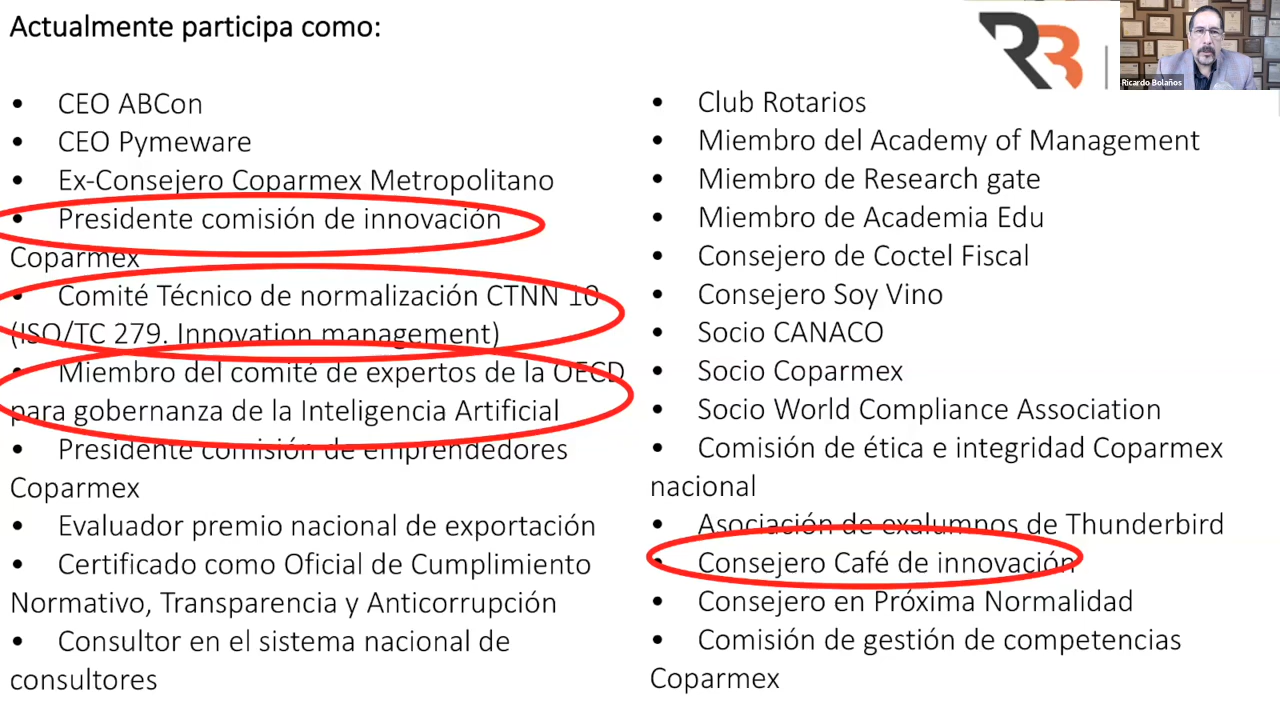 Actualmente participa como:
• CEO ABCon
• CEO Pymeware
• Ex-Consejero Coparmex Metropolitano
• Presidente comisión de innovación
Coparmex
• Comité Técnico de normalización CTNN 10
(ISO/TC 279. Innovation management)
• Miembro del comité de expertos de la OECD
para gobernanza de la Inteligencia Artificial
• Presidente comisión de emprendedores
Coparmex
• Evaluador premio nacional de exportación
• Certificado como Oficial de Cumplimiento
Normativo, Transparencia y Anticorrupción
• Consultor en el sistema nacional de
consultores
• Club Rotarios
• Miembro del Academy of Management
• Miembro de Research gate
• Miembro de Academia Edu
• Consejero de Coctel Fiscal
• Consejero Soy Vino
• Socio CANACO
• Socio Coparmex
• Socio World Compliance Association
• Comisión de ética e integridad Coparmex
nacional
• Asociación de exalumnos de Thunderbird
• Consejero Café de innovación
• Consejero en Próxima Normalidad
• Comisión de gestión de competencias
Coparmex
RB
Ricardo Bolaños